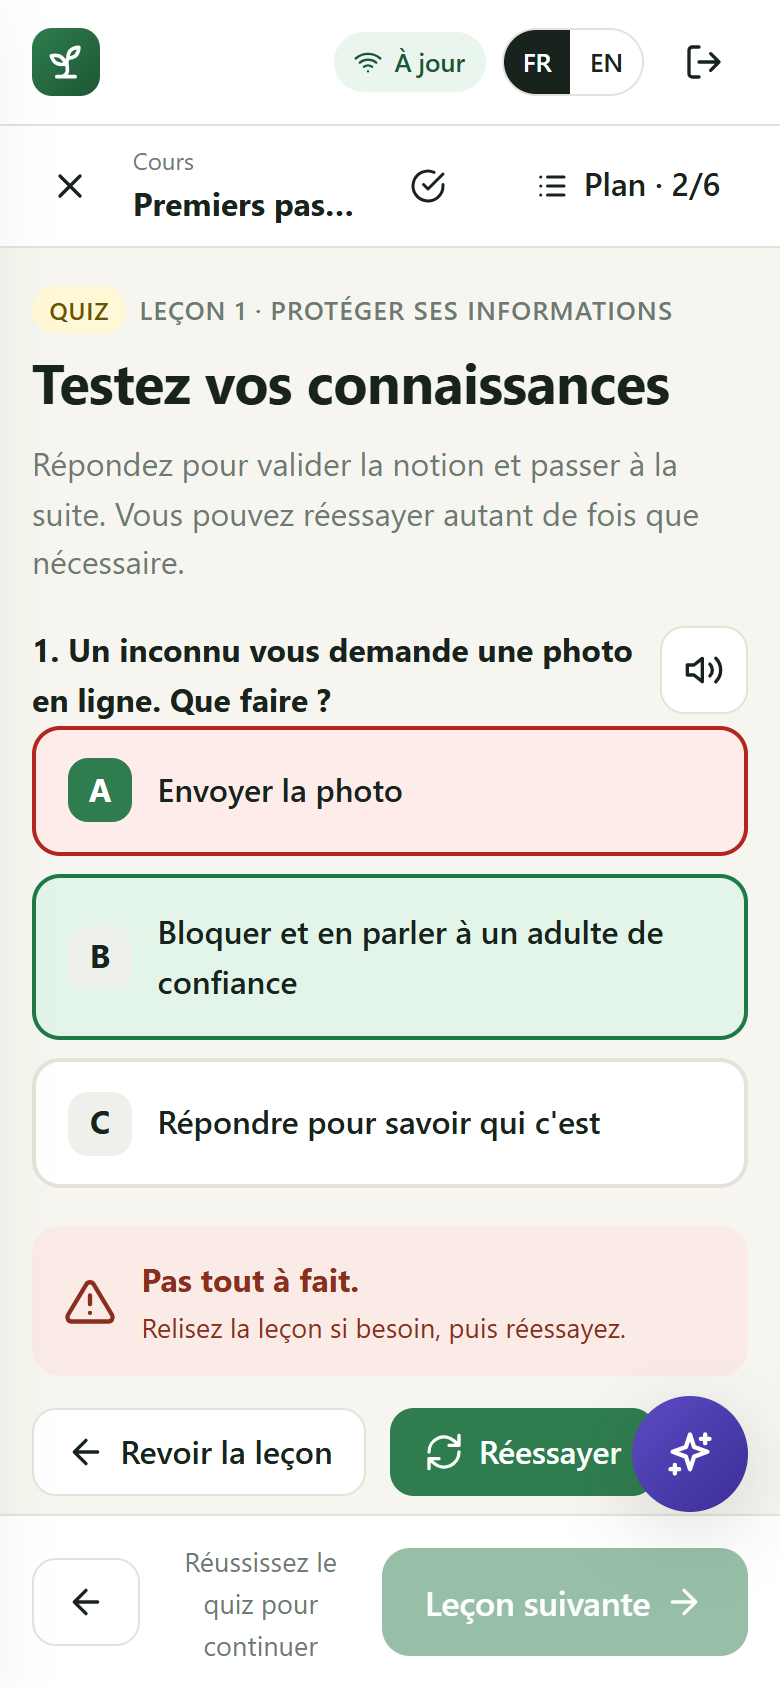 À jour
FR
EN
Cours
Premiers pas...
Plan · 2/6
QUIZ
LEÇON 1 · PROTÉGER SES INFORMATIONS
Testez vos connaissances
Répondez pour valider la notion et passer à la
suite. Vous pouvez réessayer autant de fois que
nécessaire.
1. Un inconnu vous demande une photo
en ligne. Que faire ?
A
Envoyer la photo
B
Bloquer et en parler à un adulte de
confiance
C
Répondre pour savoir qui c'est
Pas tout à fait.
Relisez la leçon si besoin, puis réessayez.
Revoir la leçon
Réessayer
Réussissez le
quiz pour
continuer
Leçon suivante